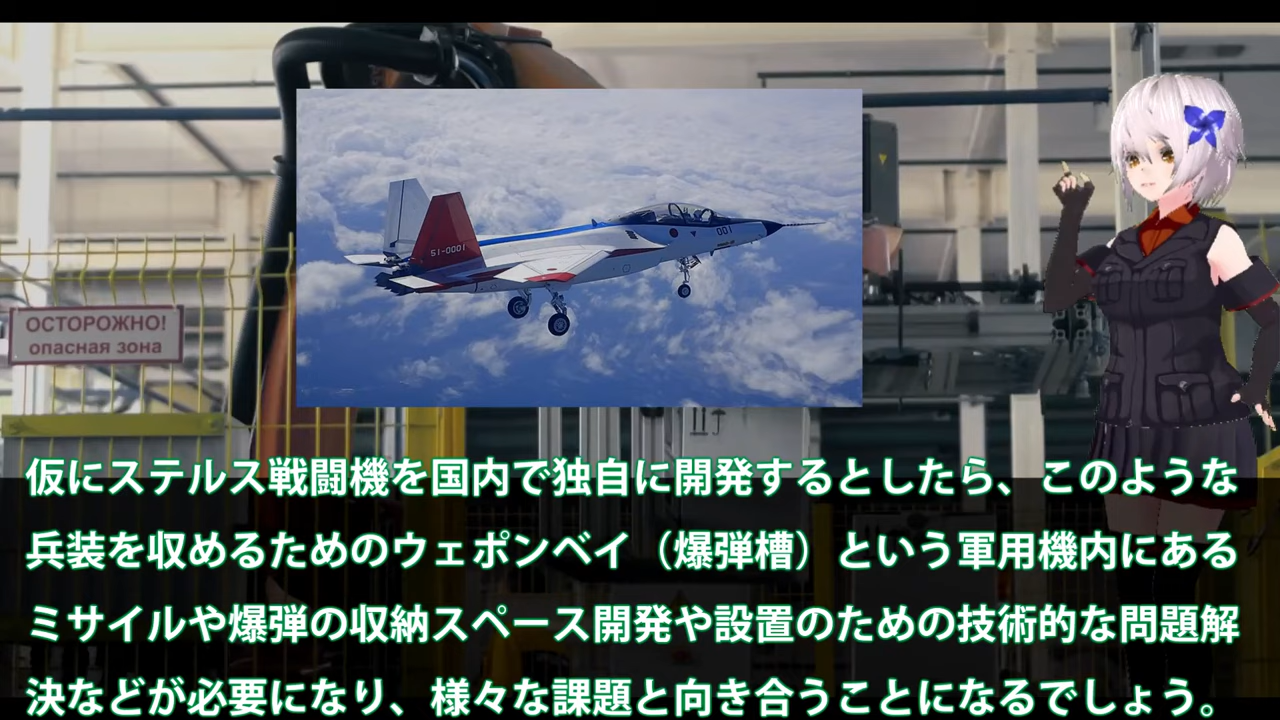 001
51-0001
ОСТОРОЖНО!
опасная зона
仮にステルス戦闘機を国内で独自に開発するとしたら、このような
兵装を収めるためのウェポンベイ（爆弾槽）という軍用機内にある
ミサイルや爆弾の収納スペース開発や設置のための技術的な問題解
決などが必要になり、様々な課題と向き合うことになるでしょう。